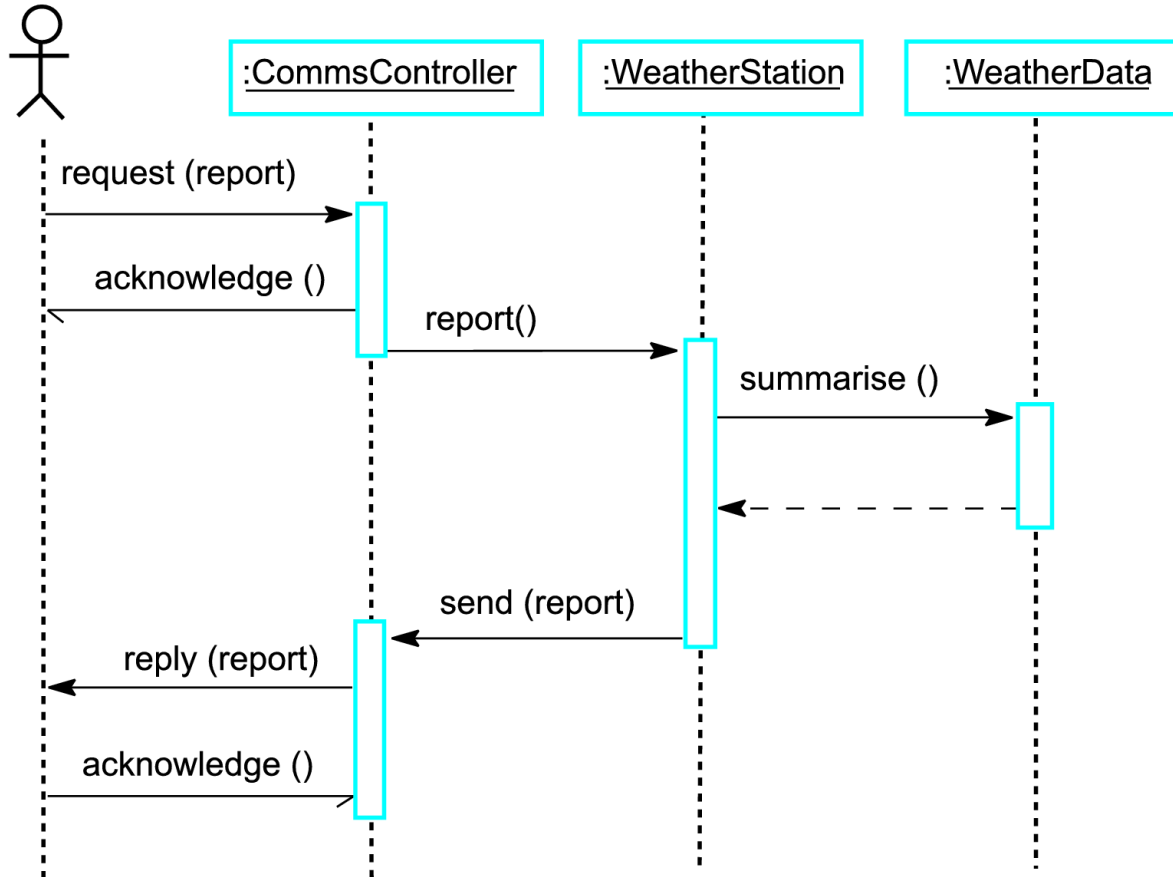 :CommsController
:WeatherStation
:WeatherData
request (report)
acknowledge ()
report()
summarise ()
send (report)
reply (report)
acknowledge ()